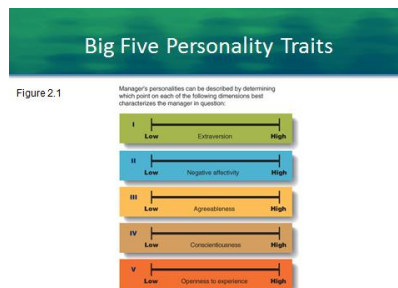 Big Five Personality Traits
Figure 2.1
Manager's personalities can be described by determining
which point on each of the following dimensions best
characterizes the manager in question:
I
Low Extraversion High
II
Low Negative affectivity High
III
Low Agreeableness High
IV
Low Conscientiousness High
V
Low Openness to experience High